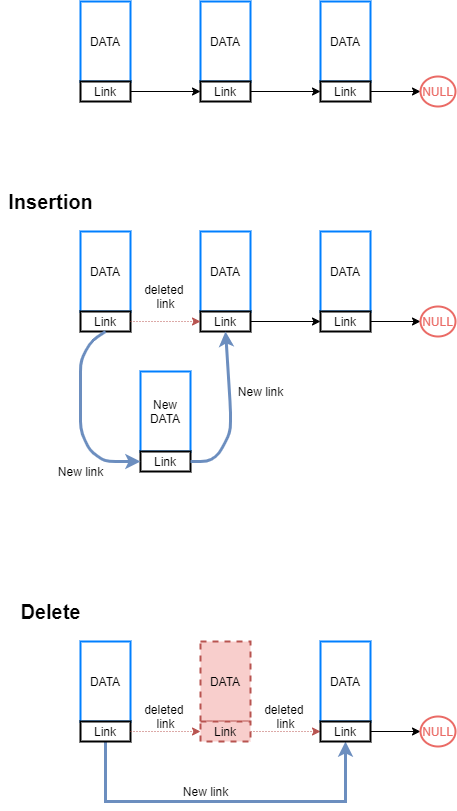 DATA DATA DATA
Link Link Link NULL
Insertion
DATA DATA DATA
deleted
link
Link Link Link NULL
New
DATA
New link
Link
New link
Delete
DATA DATA DATA
deleted deleted
link link
Link Link Link NULL
New link